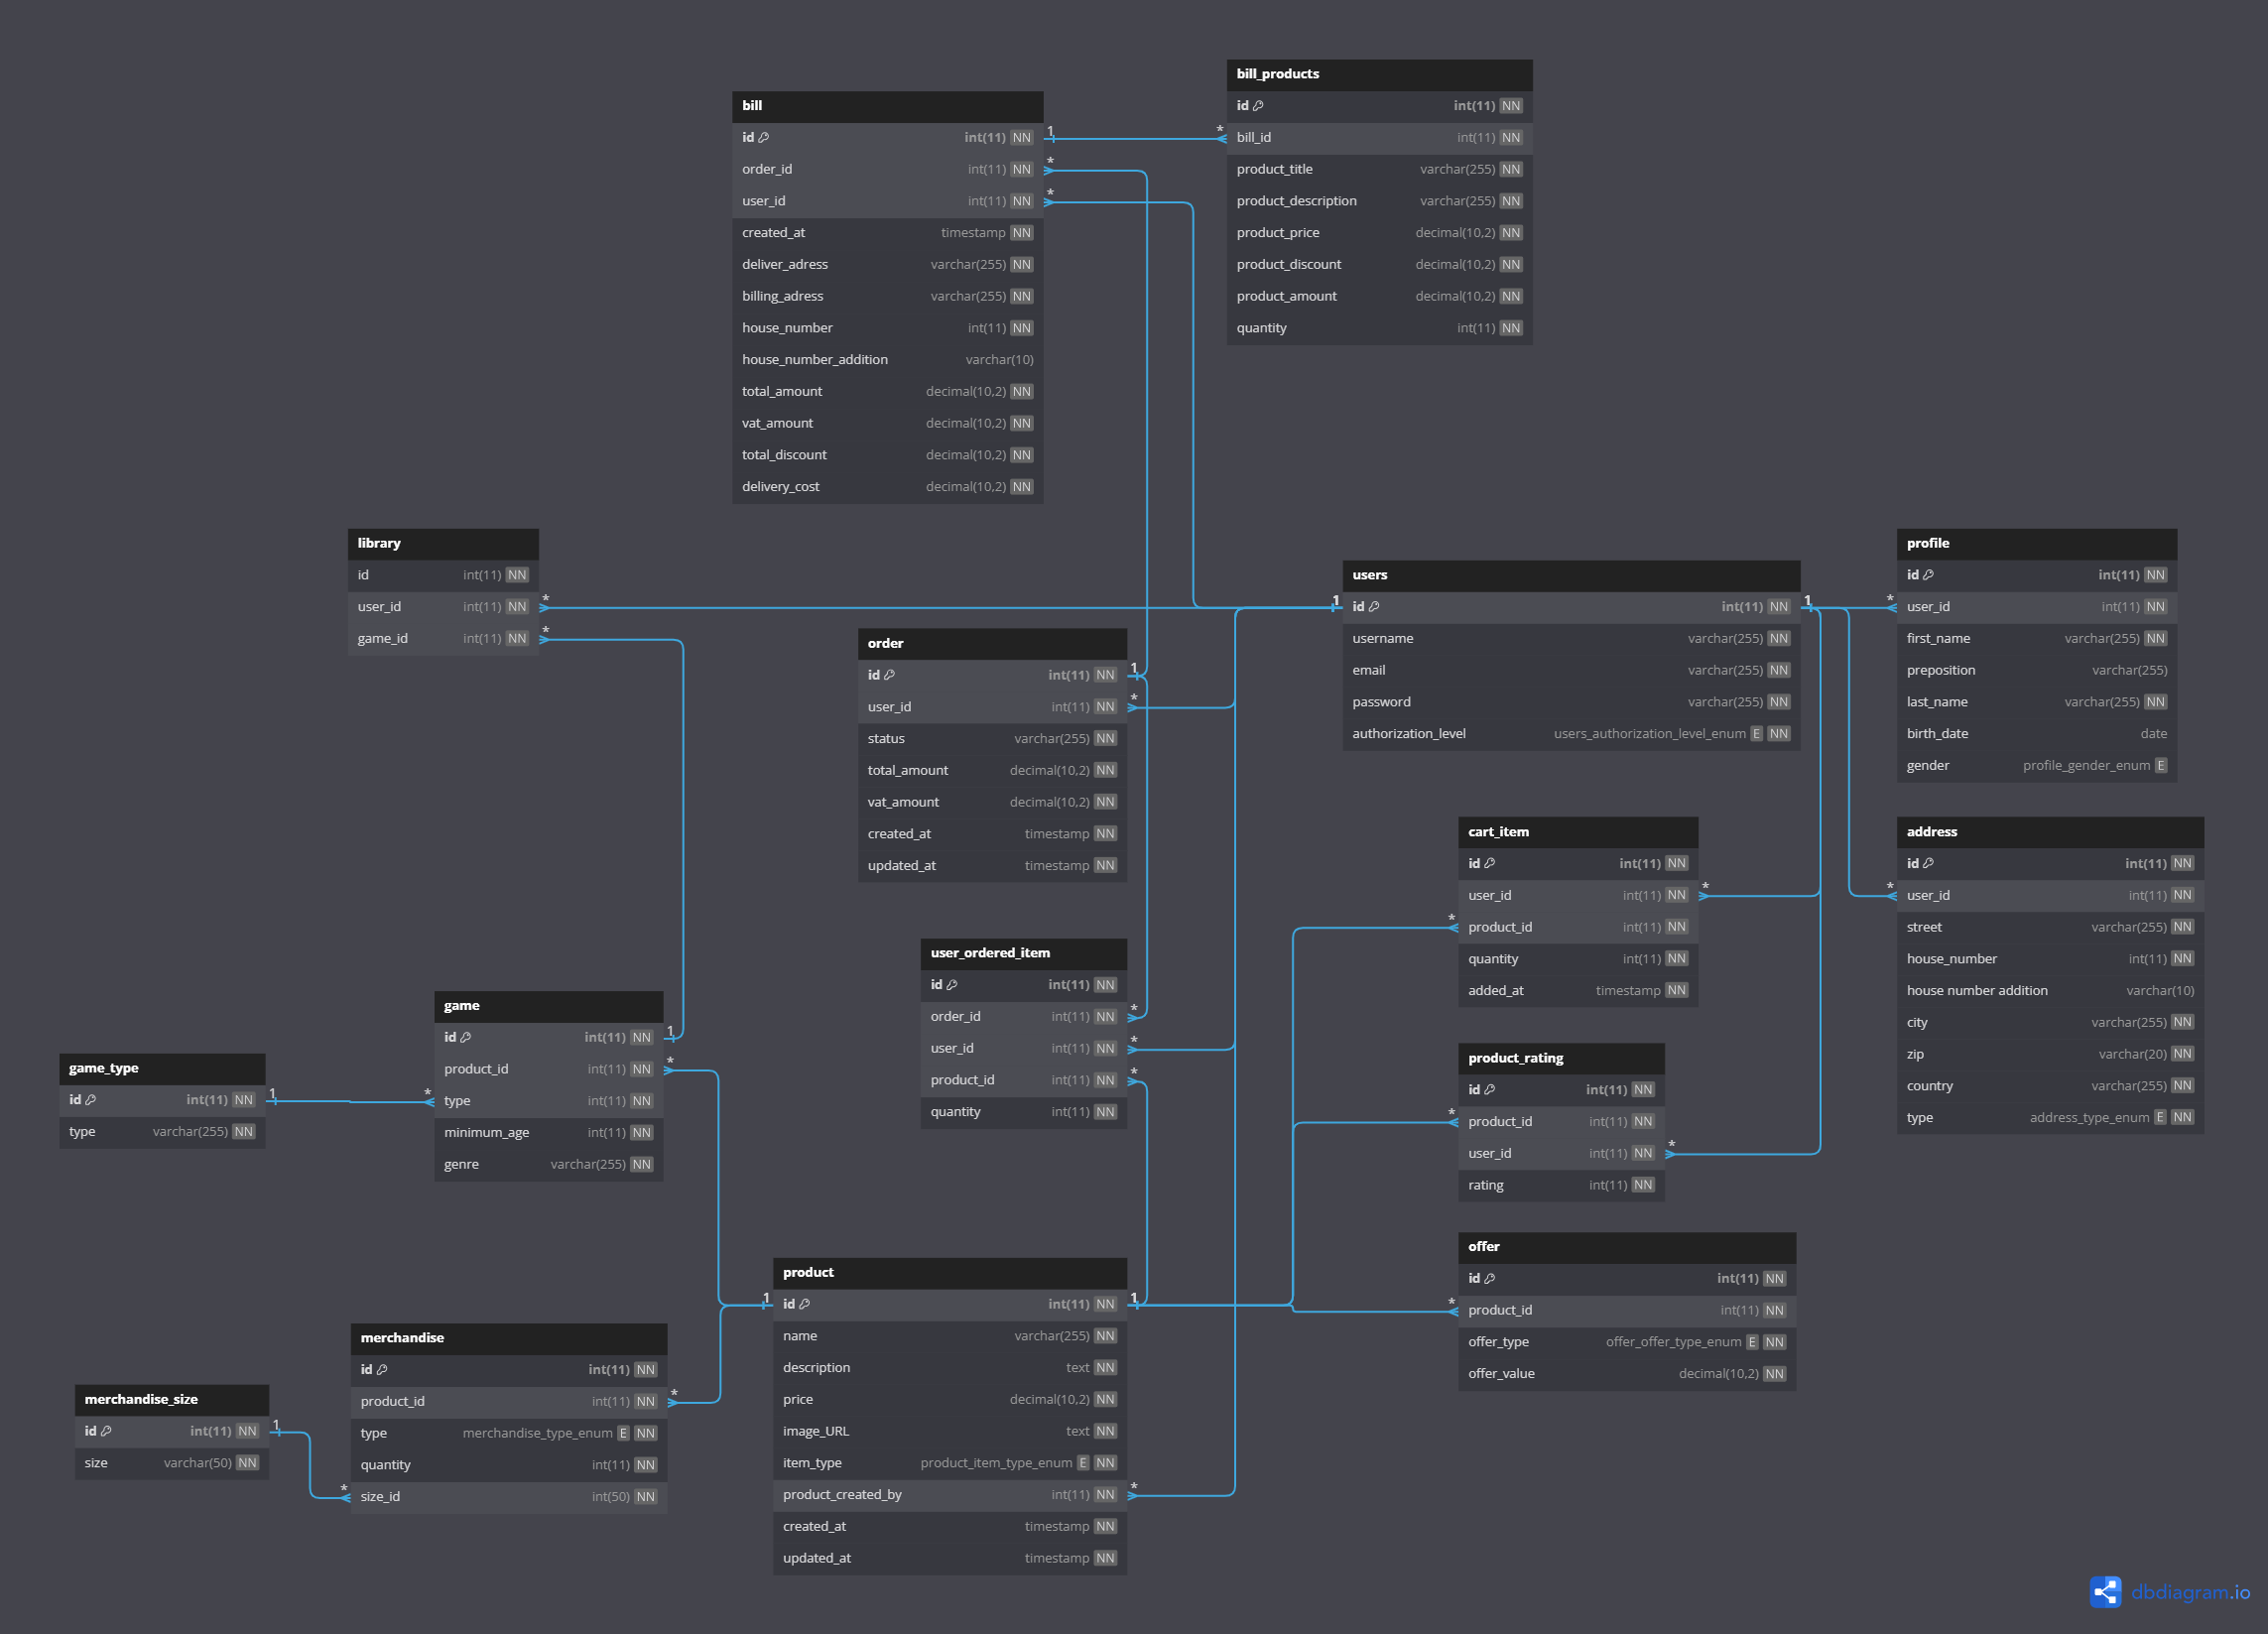 bill_products
id int(11) NN
bill_id int(11) NN
product_title varchar(255) NN
product_description varchar(255) NN
product_price decimal(10,2) NN
product_discount decimal(10,2) NN
product_amount decimal(10,2) NN
quantity int(11) NN
bill
id int(11) NN
order_id int(11) NN
user_id int(11) NN
created_at timestamp NN
deliver_adress varchar(255) NN
billing_adress varchar(255) NN
house_number int(11) NN
house_number_addition varchar(10)
total_amount decimal(10,2) NN
vat_amount decimal(10,2) NN
total_discount decimal(10,2) NN
delivery_cost decimal(10,2) NN
1 *
*
*
library
id int(11) NN
user_id int(11) NN
game_id int(11) NN
*
*
users
id int(11) NN
username varchar(255) NN
email varchar(255) NN
password varchar(255) NN
authorization_level users_authorization_level_enum E NN
1 1
profile
id int(11) NN
user_id int(11) NN
first_name varchar(255) NN
preposition varchar(255)
last_name varchar(255) NN
birth_date date
gender profile_gender_enum E
*
order
id int(11) NN
user_id int(11) NN
status varchar(255) NN
total_amount decimal(10,2) NN
vat_amount decimal(10,2) NN
created_at timestamp NN
updated_at timestamp NN
1
*
cart_item
id int(11) NN
user_id int(11) NN
product_id int(11) NN
quantity int(11) NN
added_at timestamp NN
*
*
address
id int(11) NN
user_id int(11) NN
street varchar(255) NN
house_number int(11) NN
house number addition varchar(10)
city varchar(255) NN
zip varchar(20) NN
country varchar(255) NN
type address_type_enum E NN
*
user_ordered_item
id int(11) NN
order_id int(11) NN
user_id int(11) NN
product_id int(11) NN
quantity int(11) NN
*
*
*
game
id int(11) NN
product_id int(11) NN
type int(11) NN
minimum_age int(11) NN
genre varchar(255) NN
1
*
*
game_type
id int(11) NN
type varchar(255) NN
1
product_rating
id int(11) NN
product_id int(11) NN
user_id int(11) NN
rating int(11) NN
*
*
offer
id int(11) NN
product_id int(11) NN
offer_type offer_offer_type_enum E NN
offer_value decimal(10,2) NN
*
product
id int(11) NN
name varchar(255) NN
description text NN
price decimal(10,2) NN
image_URL text NN
item_type product_item_type_enum E NN
product_created_by int(11) NN
created_at timestamp NN
updated_at timestamp NN
1 1
*
merchandise
id int(11) NN
product_id int(11) NN
type merchandise_type_enum E NN
quantity int(11) NN
size_id int(50) NN
*
*
merchandise_size
id int(11) NN
size varchar(50) NN
1
dbdiagram.io